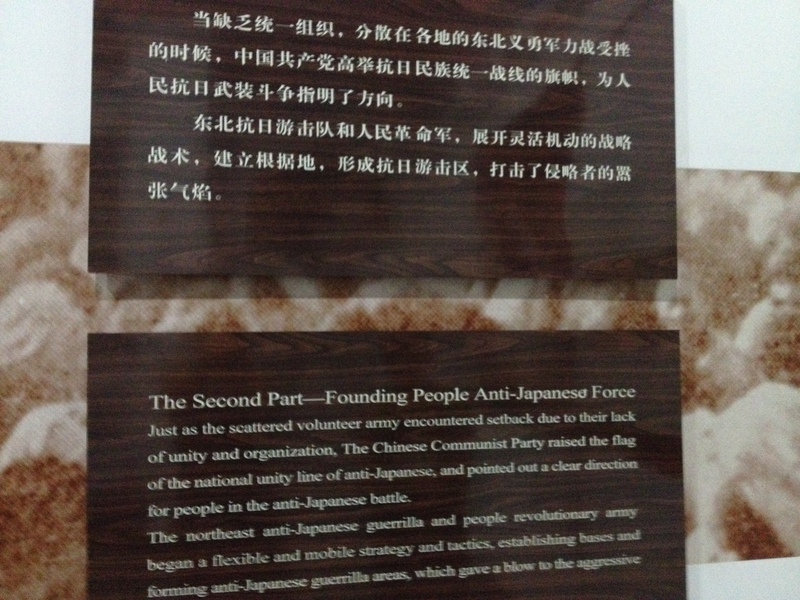 当缺乏统一组织，分散在各地的东北义勇军力战受挫
的时候，中国共产党高举抗日民族统一战线的旗帜，为人
民抗日武装斗争指明了方向。
东北抗日游击队和人民革命军，展开灵活机动的战略
战术，建立根据地，形成抗日游击区，打击了侵略者的嚣
张气焰。
The Second Part—Founding People Anti-Japanese Force
Just as the scattered volunteer army encountered setback due to their lack
of unity and organization, The Chinese Communist Party raised the flag
of the national unity line of anti-Japanese, and pointed out a clear direction
for people in the anti-Japanese battle.
The northeast anti-Japanese guerrilla and people revolutionary army
began a flexible and mobile strategy and tactics, establishing bases and
forming anti-Japanese guerrilla areas, which gave a blow to the aggressive